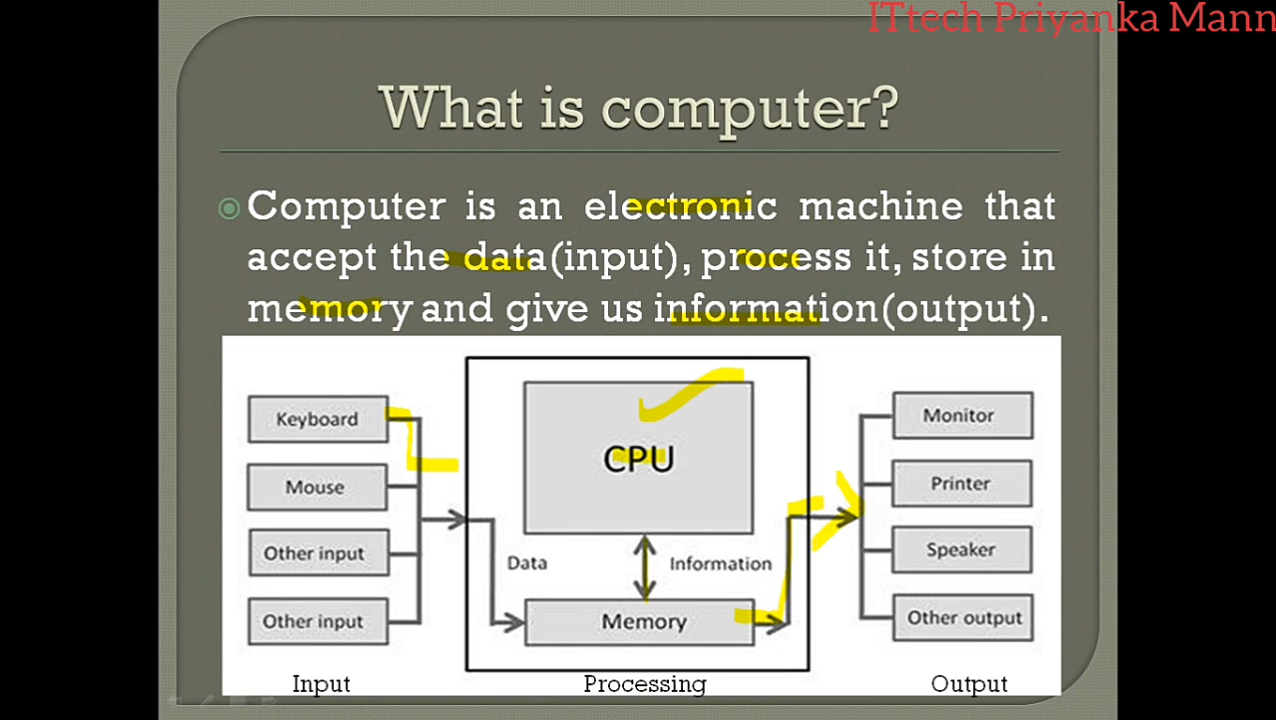 ITtech Priyanka Mann
What is computer?
Computer is an electronic machine that
accept the data(input), process it, store in
memory and give us information(output).
Keyboard
Mouse
Other input
Other input
CPU
Data
Information
Memory
Monitor
Printer
Speaker
Other output
Input
Processing
Output